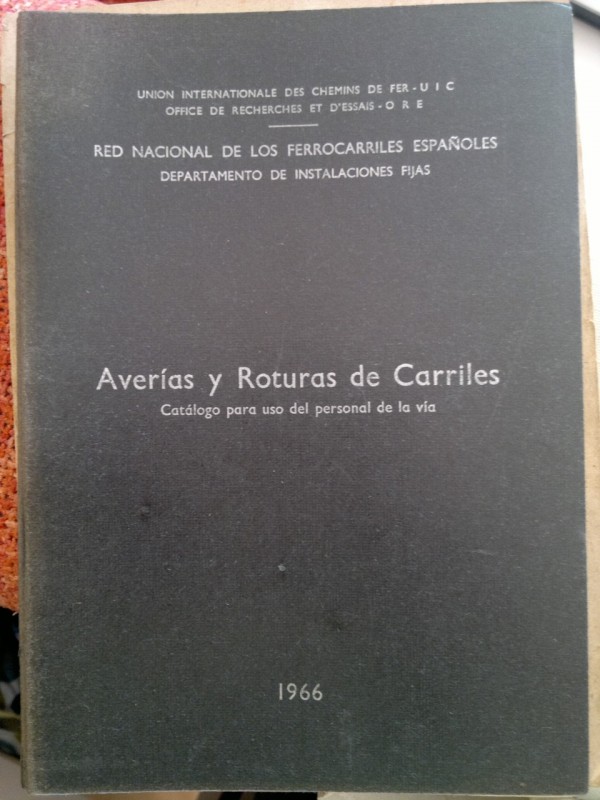 UNION INTERNATIONALE DES CHEMINS DE FER - U I C
OFFICE DE RECHERCHES ET D'ESSAIS - O R E
RED NACIONAL DE LOS FERROCARRILES ESPAÑOLES
DEPARTAMENTO DE INSTALACIONES FIJAS
Averías y Roturas de Carriles
Catálogo para uso del personal de la vía
1966